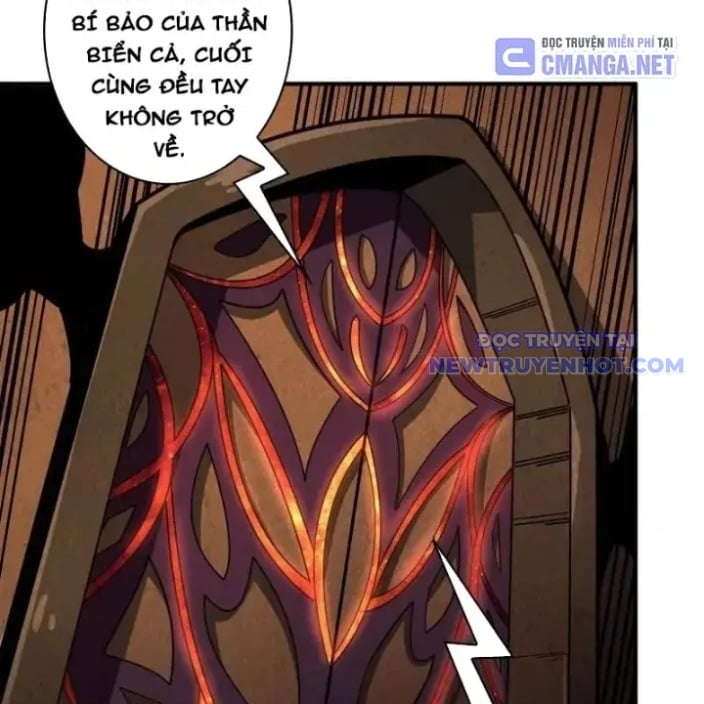 BÍ BẢO CỦA THẦN
BIỂN CẢ, CUỐI
CÙNG ĐỀU TAY
KHÔNG TRỞ
VỀ.
ĐỌC TRUYỆN MIỄN PHÍ TẠI
CMANGA.NET
ĐỌC TRUYỆN TẠI
NEWTRUYENHOT.COM